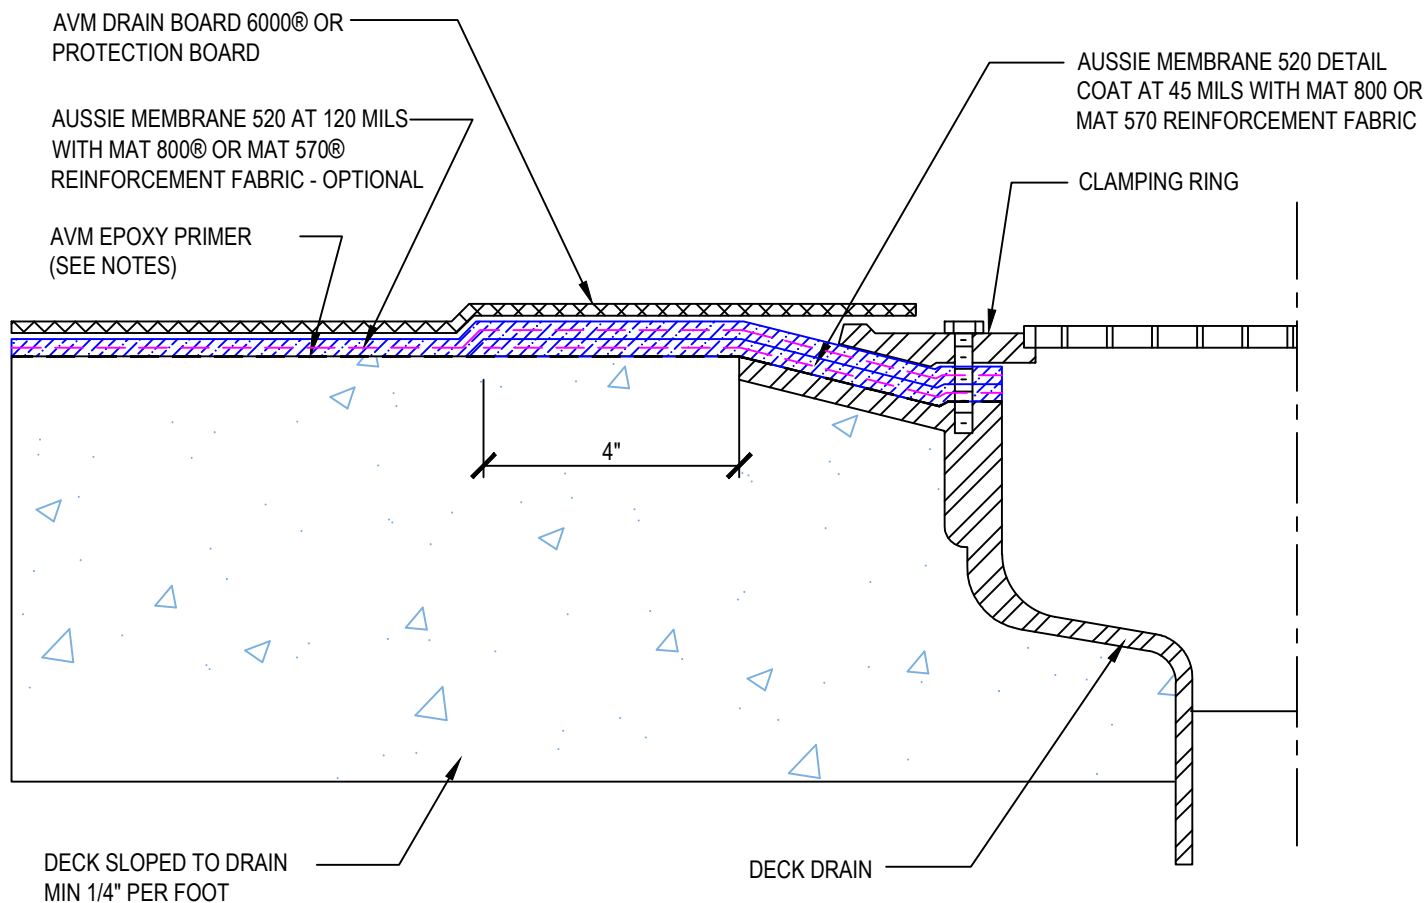 AVM DRAIN BOARD 6000® OR
PROTECTION BOARD
AUSSIE MEMBRANE 520 AT 120 MILS
WITH MAT 800® OR MAT 570®
REINFORCEMENT FABRIC - OPTIONAL
AVM EPOXY PRIMER
(SEE NOTES)
AUSSIE MEMBRANE 520 DETAIL
COAT AT 45 MILS WITH MAT 800 OR
MAT 570 REINFORCEMENT FABRIC
CLAMPING RING
4"
DECK SLOPED TO DRAIN
MIN 1/4" PER FOOT
DECK DRAIN